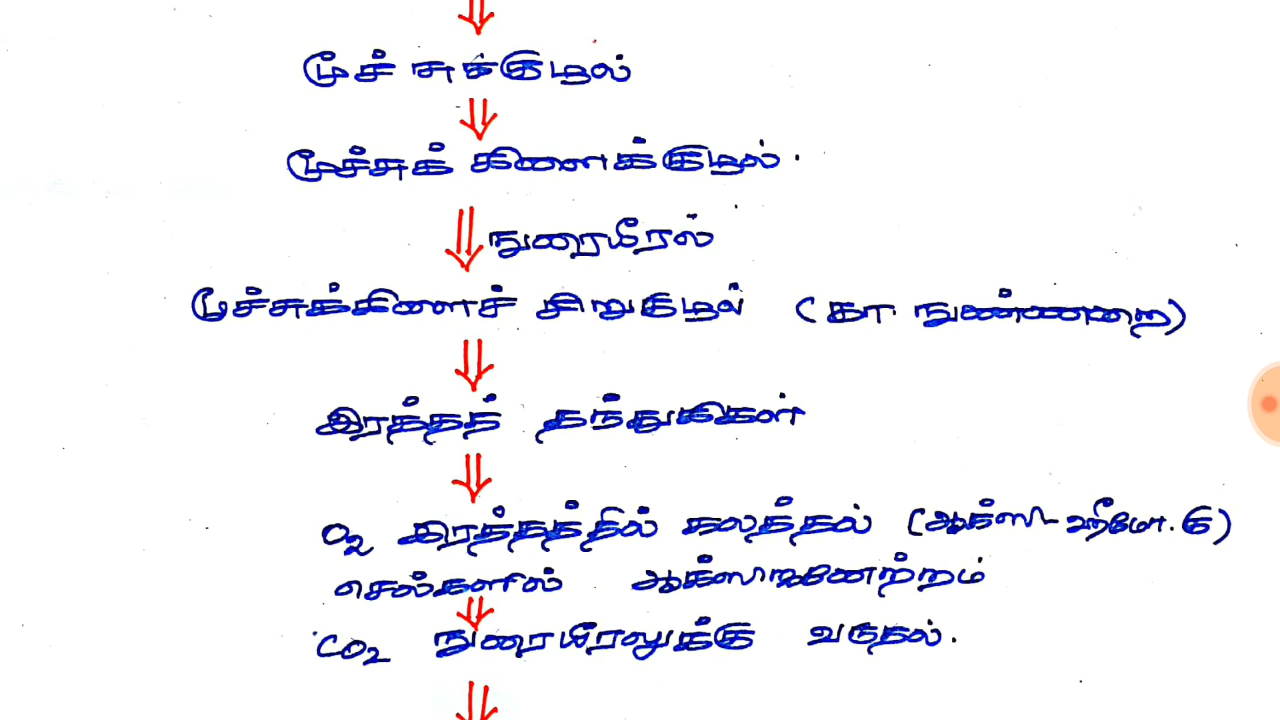 மூச்சுக்குழல்
மூச்சுக் கிளைக்குழல்.
நுரையீரல்
மூச்சுக்கிளைச் சிறுகுழல் (கா நுண்ணறை)
இரத்தத் தந்துகிகள்
O₂ இரத்தத்தில் கலத்தல் (ஆக்ஸி-ஹீமோ.கு)
செல்களில் ஆக்ஸிஜனேற்றம்
CO₂ நுரையீரலுக்கு வருதல்.